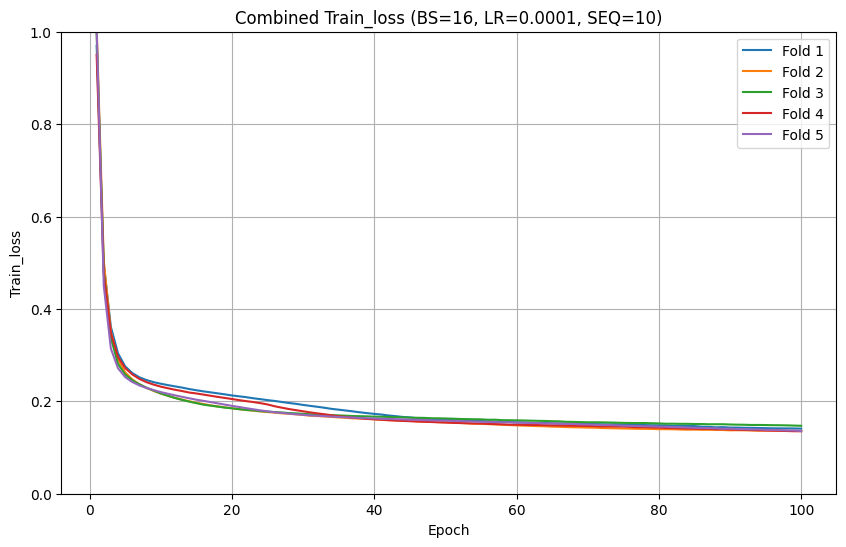 Combined Train_loss (BS=16, LR=0.0001, SEQ=10)
1.0
0.8
0.6
0.4
0.2
0.0
Train_loss
0
20
40
60
80
100
Epoch
Fold 1
Fold 2
Fold 3
Fold 4
Fold 5